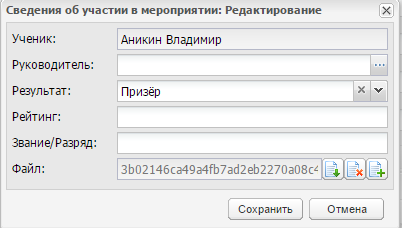 Сведения об участии в мероприятии: Редактирование
Ученик: Аникин Владимир
Руководитель:
Результат: Призёр
Рейтинг:
Звание/Разряд:
Файл: 3b02146ca49a4fb7ad2eb2270a08c4
Сохранить Отмена